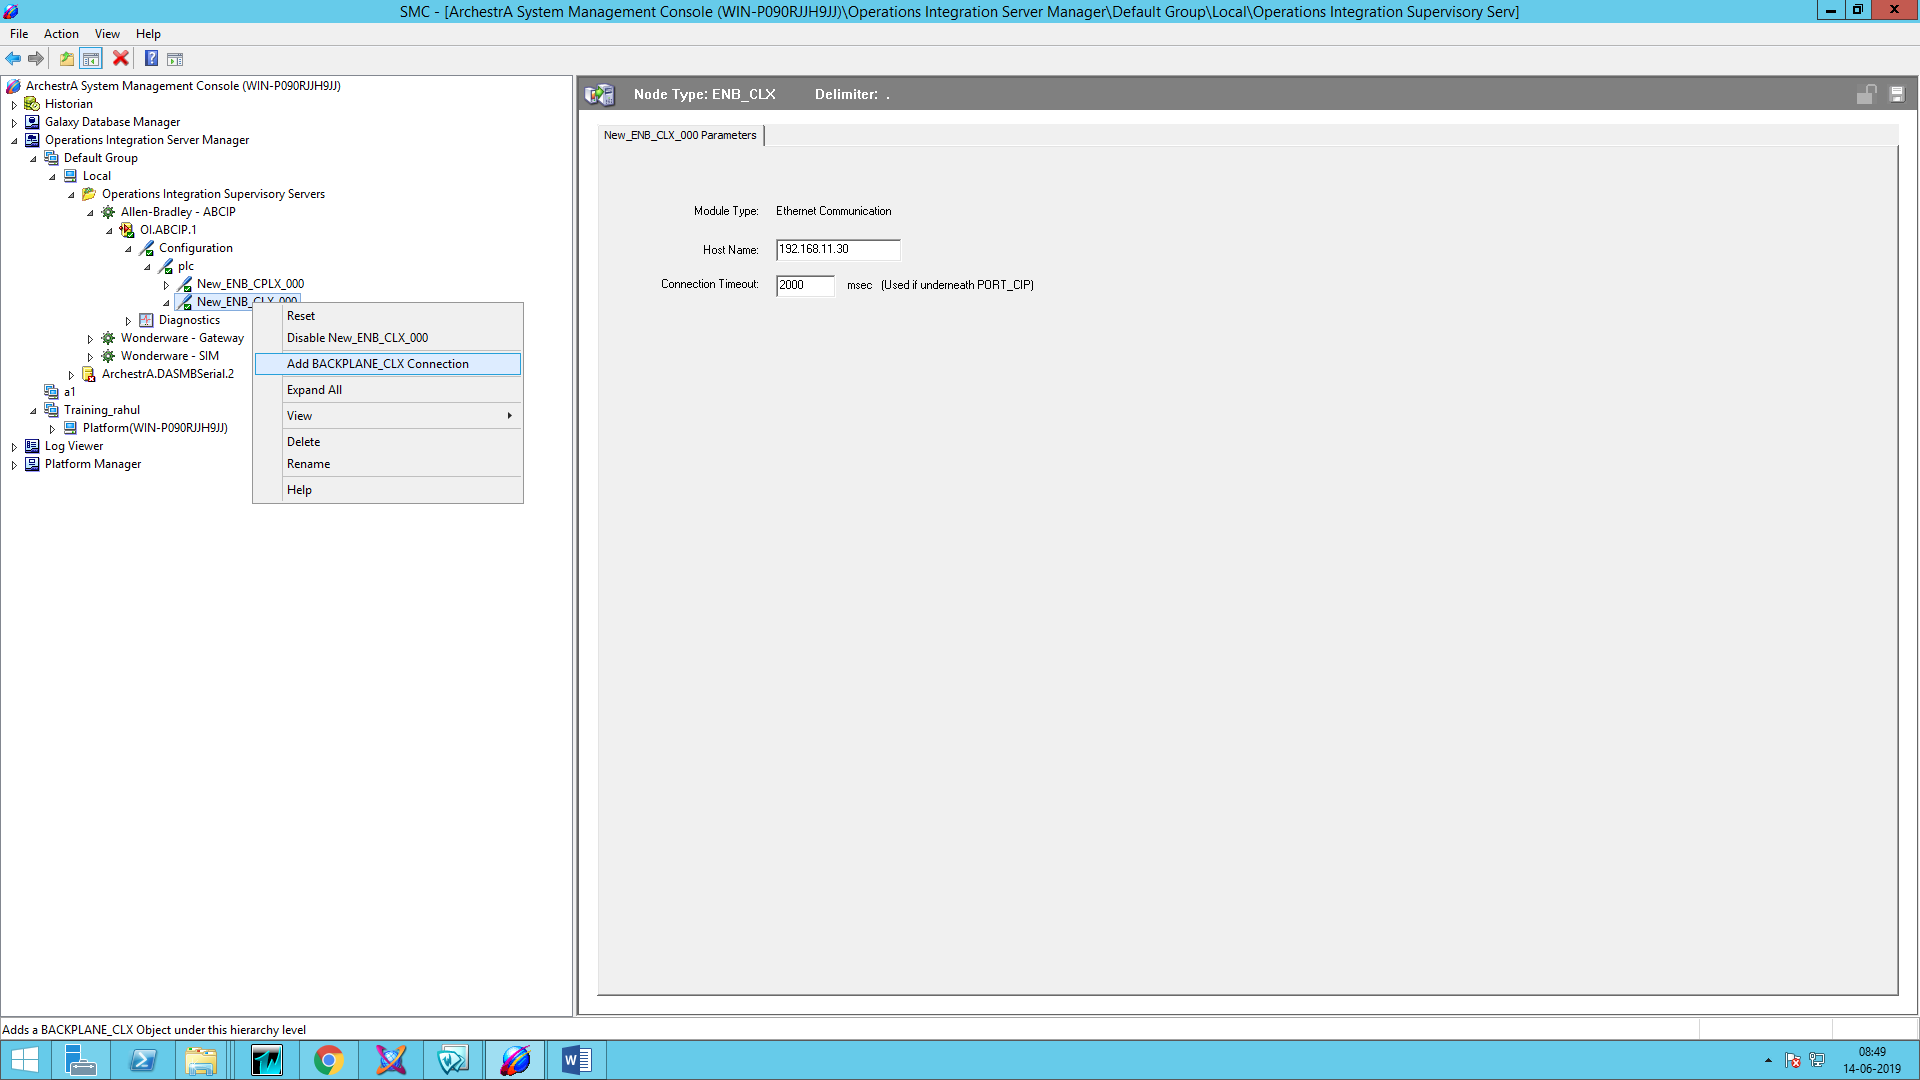 SMC - [ArchestrA System Management Console (WIN-P090RJJH9JJ)\Operations Integration Server Manager\Default Group\Local\Operations Integration Supervisory Serv]
File Action View Help
ArchestrA System Management Console (WIN-P090RJJH9JJ)
Historian
Galaxy Database Manager
Operations Integration Server Manager
Default Group
Local
Operations Integration Supervisory Servers
Allen-Bradley - ABCIP
OI.ABCIP.1
Configuration
plc
New_ENB_CPLX_000
New_ENB_CLX_000
Diagnostics
Wonderware - Gateway
Wonderware - SIM
ArchestrA.DASMBSerial.2
a1
Training_rahul
Platform(WIN-P090RJJH9JJ)
Log Viewer
Platform Manager
Reset
Disable New_ENB_CLX_000
Add BACKPLANE_CLX Connection
Expand All
View
Delete
Rename
Help
Node Type: ENB_CLX Delimiter: .
New_ENB_CLX_000 Parameters
Module Type: Ethernet Communication
Host Name: 192.168.11.30
Connection Timeout: 2000 msec (Used if underneath PORT_CIP)
Adds a BACKPLANE_CLX Object under this hierarchy level
08:49
14-06-2019